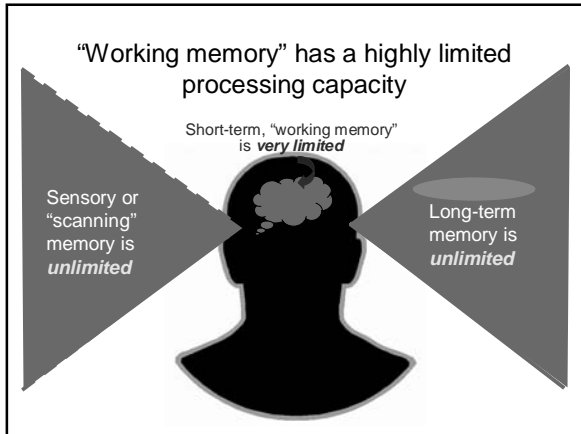 “Working memory” has a highly limited
processing capacity
Short-term, “working memory”
is very limited
Sensory or
“scanning”
memory is
unlimited
Long-term
memory is
unlimited